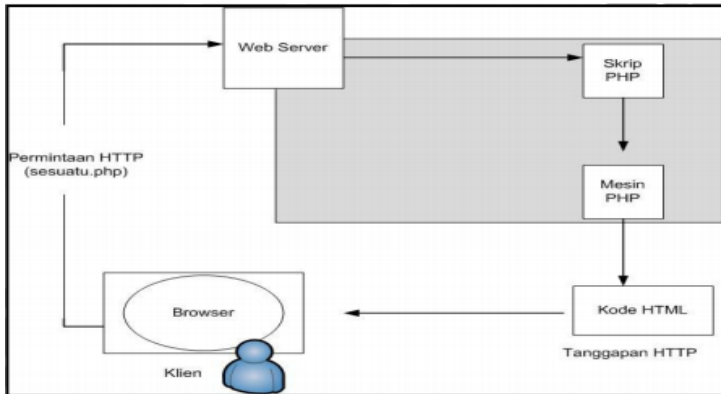 Web Server
Skrip
PHP
Permintaan HTTP
(sesuatu.php)
Mesin
PHP
Browser
Kode HTML
Tanggapan HTTP
Klien